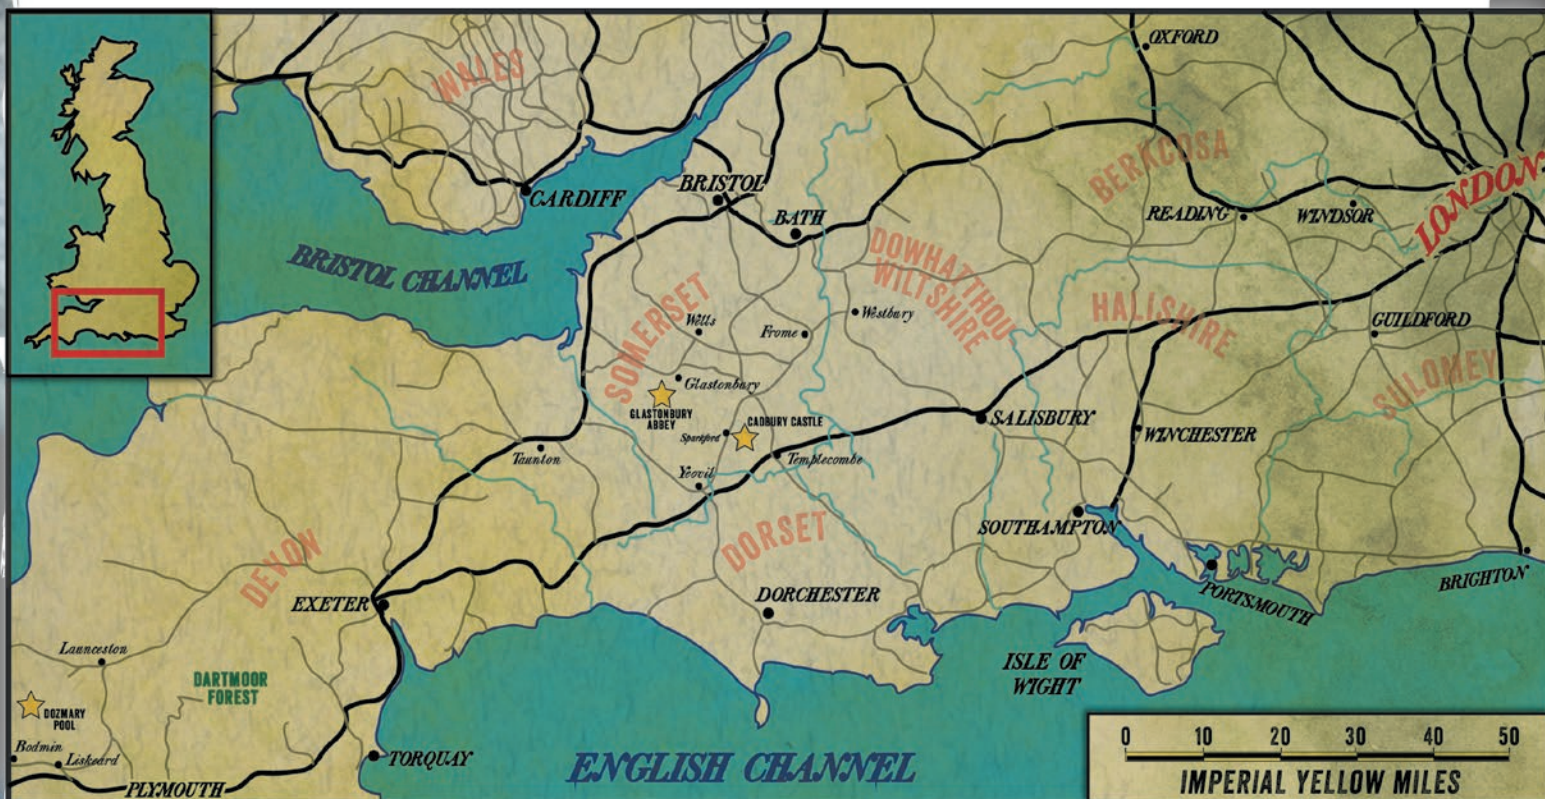 OXFORD
WALES
BERKCOSA
CARDIFF
BRISTOL
READING
WINDSOR
LONDON
BATH
BRISTOL CHANNEL
DOWHATTHOU
WILTSHIRE
SOMERSET
HALLSHIRE
Wells
Frome
Westbury
GUILDFORD
SULOMEY
Glastonbury
GLASTONBURY
ABBEY
CADBURY CASTLE
Sparkford
SALISBURY
WINCHESTER
Taunton
Templecombe
Yeovil
SOUTHAMPTON
DORSET
DEVON
EXETER
DORCHESTER
PORTSMOUTH
BRIGHTON
Launceston
DARTMOOR
FOREST
ISLE OF
WIGHT
DOZMARY
POOL
Bodmin
Liskeard
TORQUAY
PLYMOUTH
ENGLISH CHANNEL
0 10 20 30 40 50
IMPERIAL YELLOW MILES